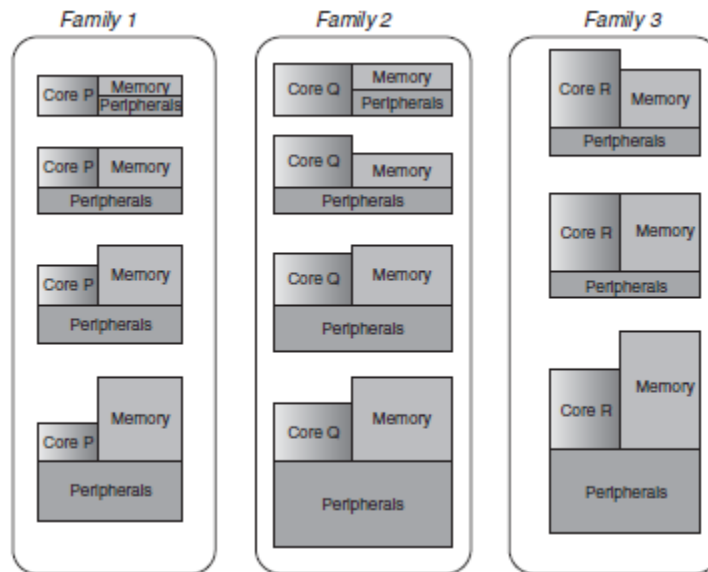 Family 1
Family 2
Family 3
Core P
Memory
Peripherals
Core P
Memory
Peripherals
Core P
Memory
Peripherals
Core P
Memory
Peripherals
Core Q
Memory
Peripherals
Core Q
Memory
Peripherals
Core Q
Memory
Peripherals
Core Q
Memory
Peripherals
Core R
Memory
Peripherals
Core R
Memory
Peripherals
Core R
Memory
Peripherals